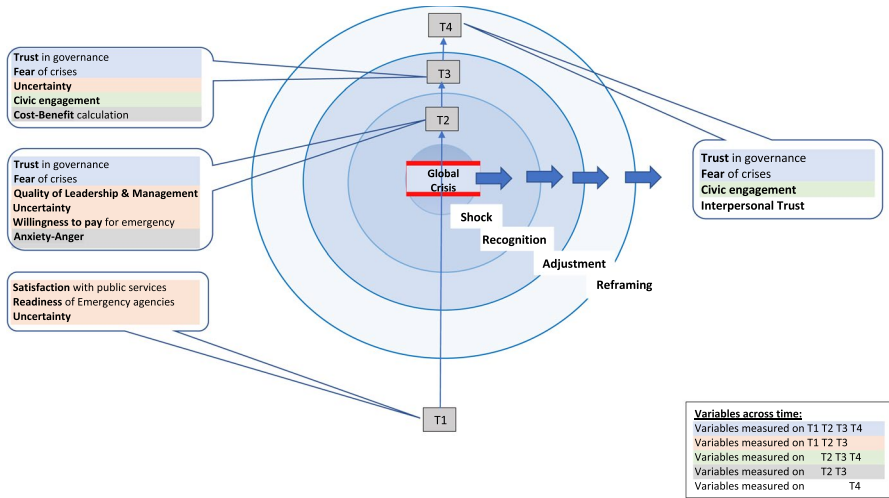 T4
Trust in governance
Fear of crises
Uncertainty
Civic engagement
Cost-Benefit calculation
T3
T2
Trust in governance
Fear of crises
Quality of Leadership & Management
Uncertainty
Willingness to pay for emergency
Anxiety-Anger
Global
Crisis
Trust in governance
Fear of crises
Civic engagement
Interpersonal Trust
Shock
Recognition
Adjustment
Reframing
Satisfaction with public services
Readiness of Emergency agencies
Uncertainty
T1
Variables across time:
Variables measured on T1 T2 T3 T4
Variables measured on T1 T2 T3
Variables measured on T2 T3 T4
Variables measured on T2 T3
Variables measured on T4